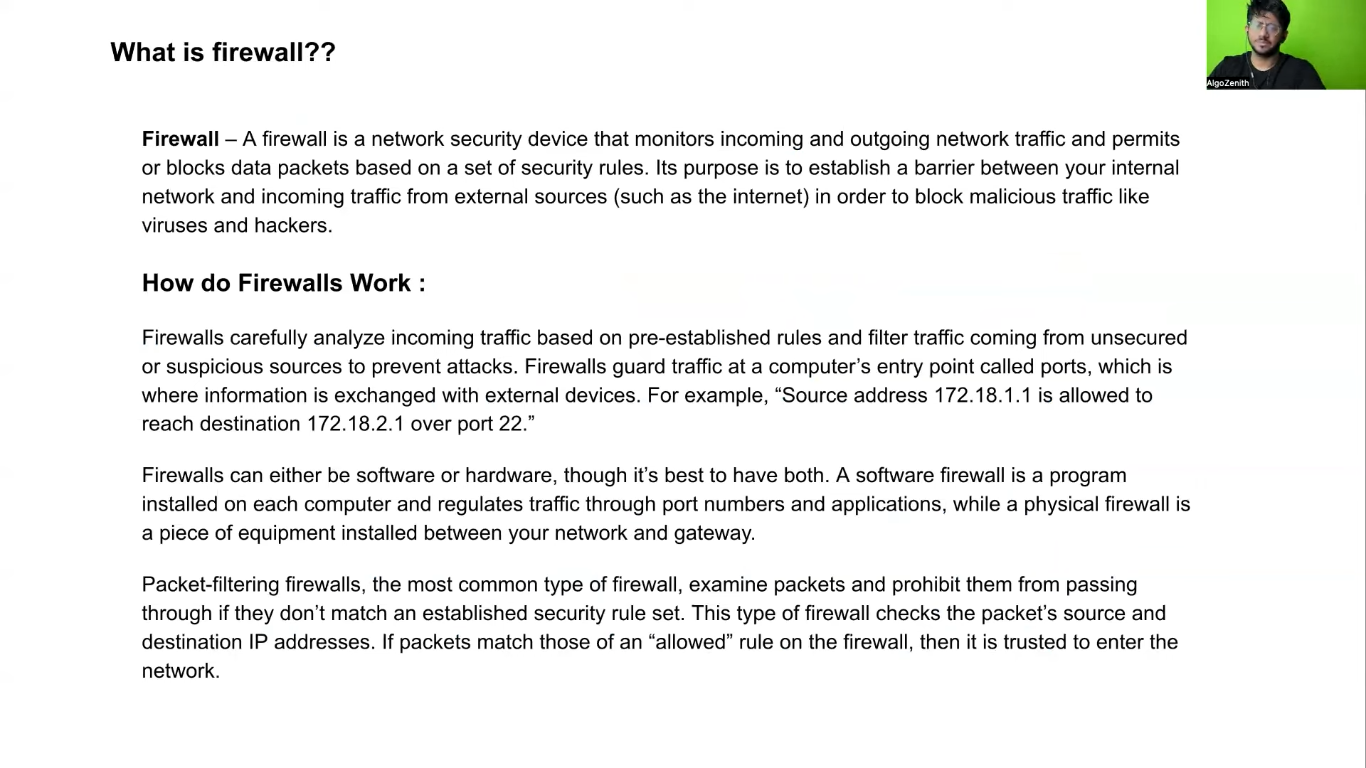 What is firewall??
AlgoZenith
Firewall – A firewall is a network security device that monitors incoming and outgoing network traffic and permits
or blocks data packets based on a set of security rules. Its purpose is to establish a barrier between your internal
network and incoming traffic from external sources (such as the internet) in order to block malicious traffic like
viruses and hackers.
How do Firewalls Work :
Firewalls carefully analyze incoming traffic based on pre-established rules and filter traffic coming from unsecured
or suspicious sources to prevent attacks. Firewalls guard traffic at a computer’s entry point called ports, which is
where information is exchanged with external devices. For example, “Source address 172.18.1.1 is allowed to
reach destination 172.18.2.1 over port 22.”
Firewalls can either be software or hardware, though it’s best to have both. A software firewall is a program
installed on each computer and regulates traffic through port numbers and applications, while a physical firewall is
a piece of equipment installed between your network and gateway.
Packet-filtering firewalls, the most common type of firewall, examine packets and prohibit them from passing
through if they don’t match an established security rule set. This type of firewall checks the packet’s source and
destination IP addresses. If packets match those of an “allowed” rule on the firewall, then it is trusted to enter the
network.